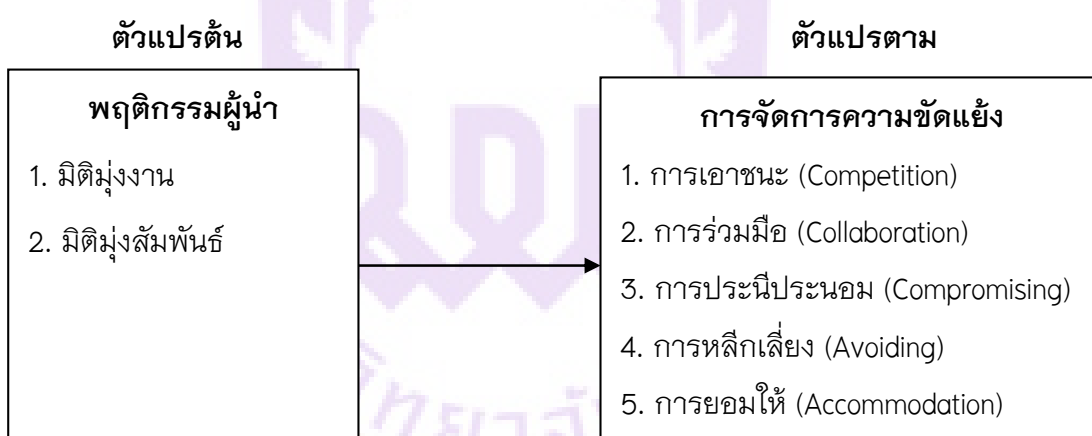 ตัวแปรต้น
ตัวแปรตาม
พฤติกรรมผู้นำ
1. มิติมุ่งงาน
2. มิติมุ่งสัมพันธ์
การจัดการความขัดแย้ง
1. การเอาชนะ (Competition)
2. การร่วมมือ (Collaboration)
3. การประนีประนอม (Compromising)
4. การหลีกเลี่ยง (Avoiding)
5. การยอมให้ (Accommodation)